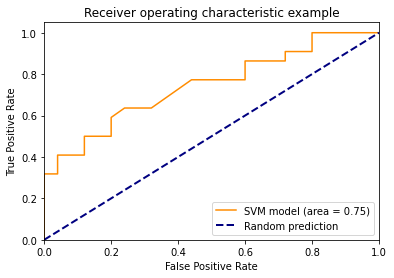 Receiver operating characteristic example
True Positive Rate
1.0
0.8
0.6
0.4
0.2
0.0
SVM model (area = 0.75)
Random prediction
0.0 0.2 0.4 0.6 0.8 1.0
False Positive Rate